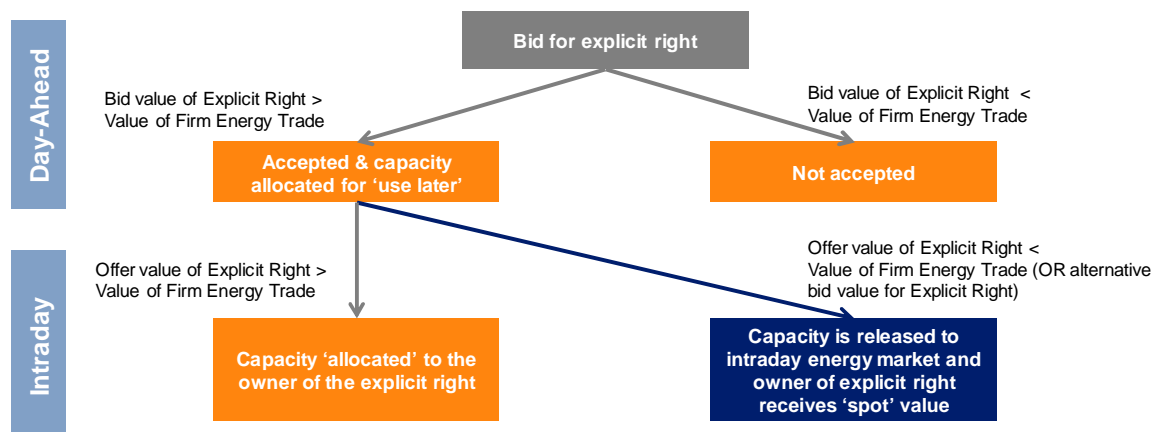 Day-Ahead
Bid for explicit right
Bid value of Explicit Right >
Value of Firm Energy Trade
Bid value of Explicit Right <
Value of Firm Energy Trade
Accepted & capacity
allocated for ‘use later’
Not accepted
Intraday
Offer value of Explicit Right >
Value of Firm Energy Trade
Offer value of Explicit Right <
Value of Firm Energy Trade (OR alternative
bid value for Explicit Right)
Capacity ‘allocated’ to the
owner of the explicit right
Capacity is released to
intraday energy market and
owner of explicit right
receives ‘spot’ value